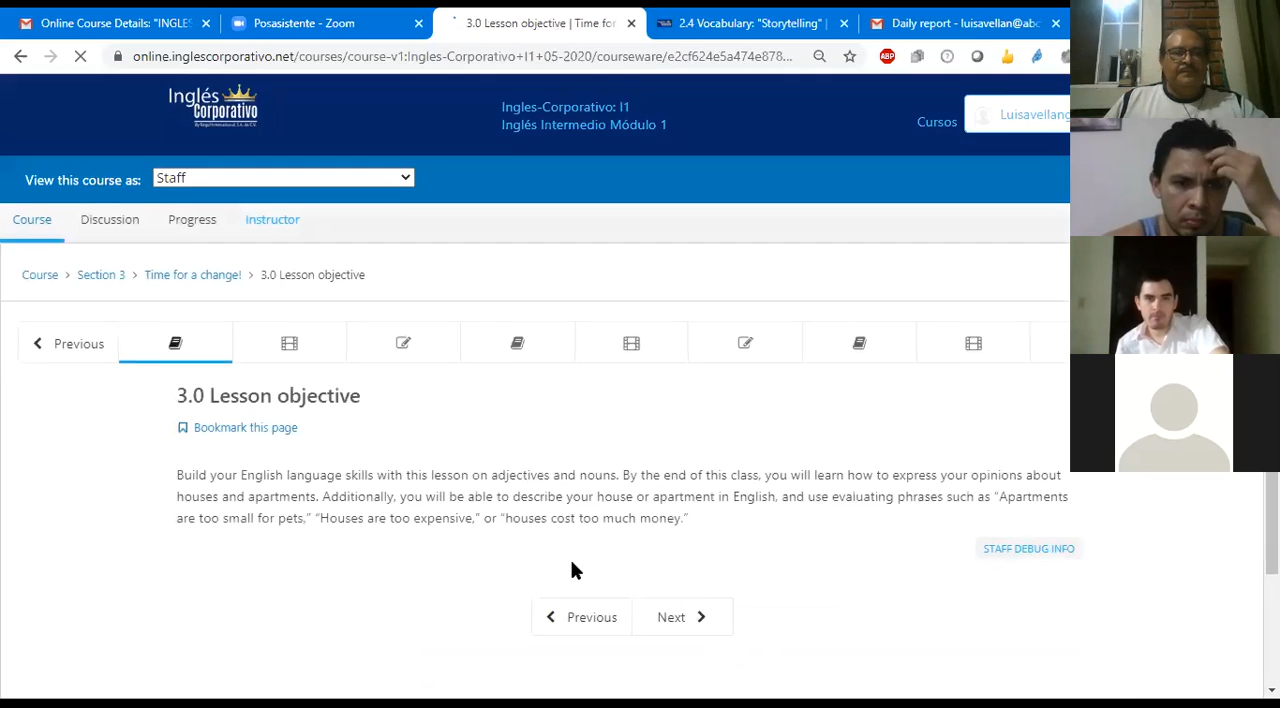 Online Course Details: "INGLES
Posasistente - Zoom
3.0 Lesson objective | Time for
2.4 Vocabulary: "Storytelling" |
Daily report - luisavellan@abc
online.inglescorporativo.net/courses/course-v1:Ingles-Corporativo+I1+05-2020/courseware/e2cf624e5a474e878...
ABP
Inglés
Corporativo
Ingles-Corporativo: I1
Inglés Intermedio Módulo 1
Cursos
Luisavellang
View this course as:
Staff
Course
Discussion
Progress
Instructor
Course > Section 3 > Time for a change! > 3.0 Lesson objective
Previous
3.0 Lesson objective
Bookmark this page
Build your English language skills with this lesson on adjectives and nouns. By the end of this class, you will learn how to express your opinions about
houses and apartments. Additionally, you will be able to describe your house or apartment in English, and use evaluating phrases such as “Apartments
are too small for pets,” “Houses are too expensive,” or “houses cost too much money.”
STAFF DEBUG INFO
Previous
Next